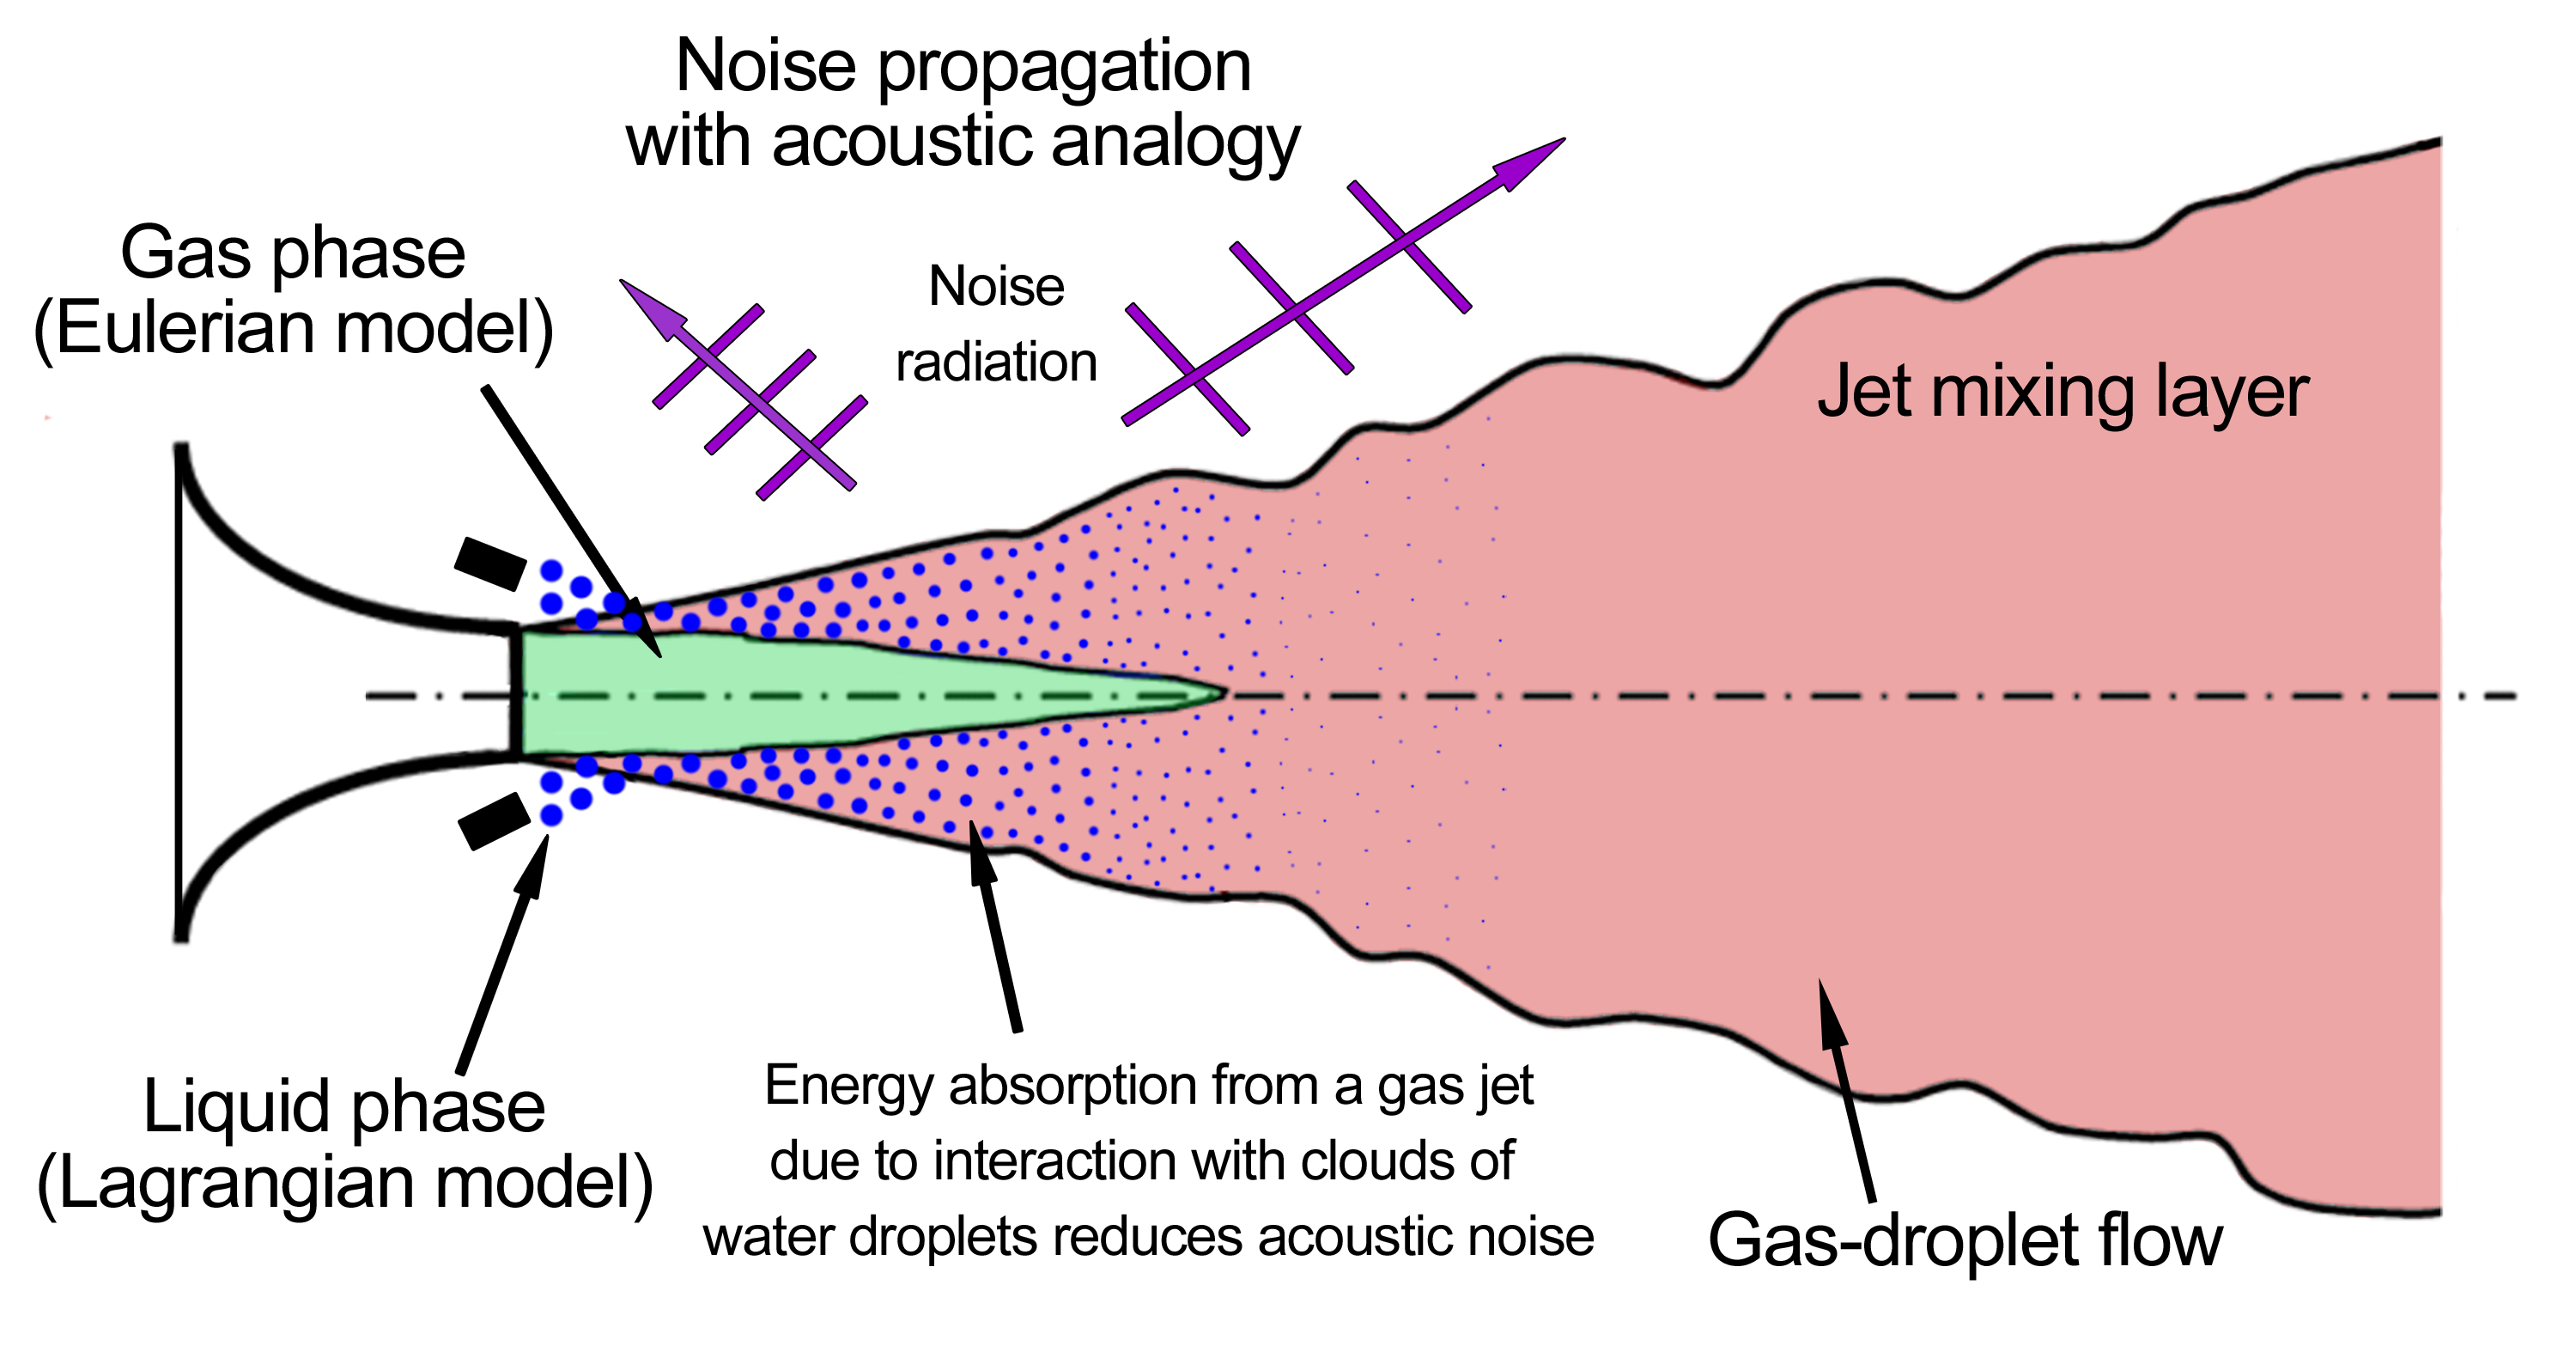 Noise propagation
with acoustic analogy
Gas phase
(Eulerian model)
Noise
radiation
Jet mixing layer
Liquid phase
(Lagrangian model)
Energy absorption from a gas jet
due to interaction with clouds of
water droplets reduces acoustic noise
Gas-droplet flow